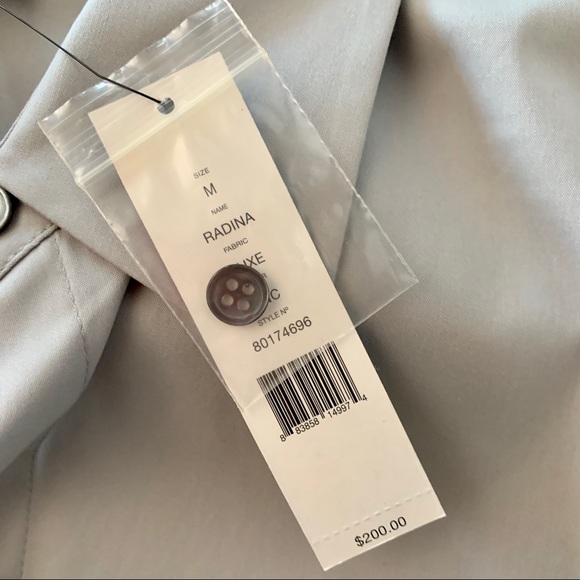 SIZE
M
NAME
RADINA
FABRIC
STYLE Nº
80174696
8 83858 14997 4
$200.00